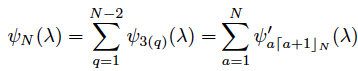 ψ_N(λ) = ∑_{q=1}^{N−2} ψ_{3(q)}(λ) = ∑_{a=1}^{N} ψ′_{a⌈a+1⌋_N}(λ)